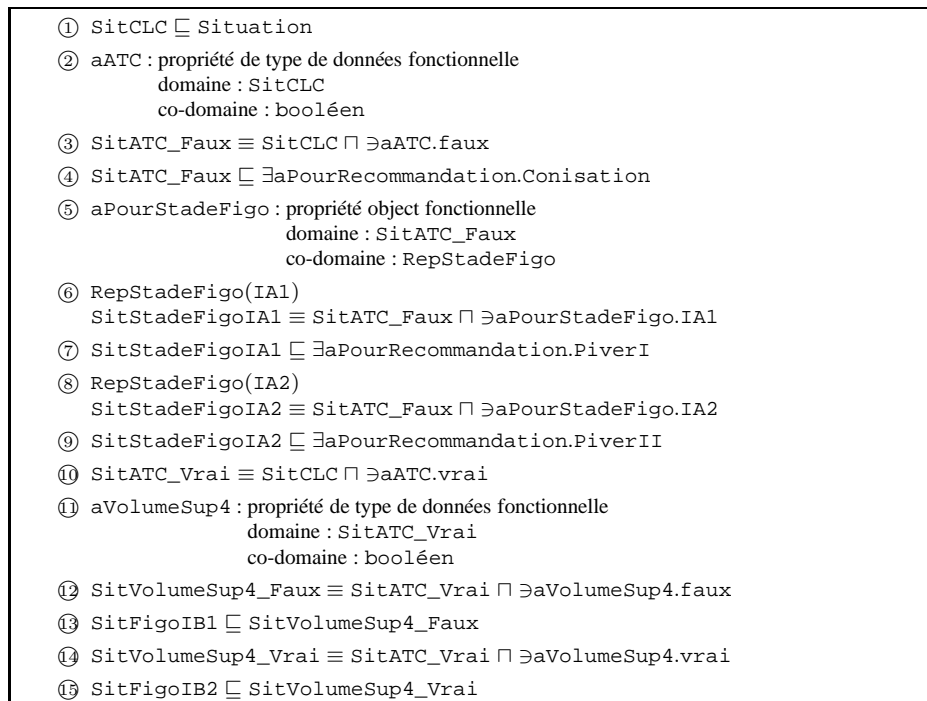 ① SitCLC ⊑ Situation
② aATC : propriété de type de données fonctionnelle
domaine : SitCLC
co-domaine : booléen
③ SitATC_Faux ≡ SitCLC ⊓ ∋aATC.faux
④ SitATC_Faux ⊑ ∃aPourRecommandation.Conisation
⑤ aPourStadeFigo : propriété object fonctionnelle
domaine : SitATC_Faux
co-domaine : RepStadeFigo
⑥ RepStadeFigo(IA1)
SitStadeFigoIA1 ≡ SitATC_Faux ⊓ ∋aPourStadeFigo.IA1
⑦ SitStadeFigoIA1 ⊑ ∃aPourRecommandation.PiverI
⑧ RepStadeFigo(IA2)
SitStadeFigoIA2 ≡ SitATC_Faux ⊓ ∋aPourStadeFigo.IA2
⑨ SitStadeFigoIA2 ⊑ ∃aPourRecommandation.PiverII
⑩ SitATC_Vrai ≡ SitCLC ⊓ ∋aATC.vrai
⑪ aVolumeSup4 : propriété de type de données fonctionnelle
domaine : SitATC_Vrai
co-domaine : booléen
⑫ SitVolumeSup4_Faux ≡ SitATC_Vrai ⊓ ∋aVolumeSup4.faux
⑬ SitFigoIB1 ⊑ SitVolumeSup4_Faux
⑭ SitVolumeSup4_Vrai ≡ SitATC_Vrai ⊓ ∋aVolumeSup4.vrai
⑮ SitFigoIB2 ⊑ SitVolumeSup4_Vrai